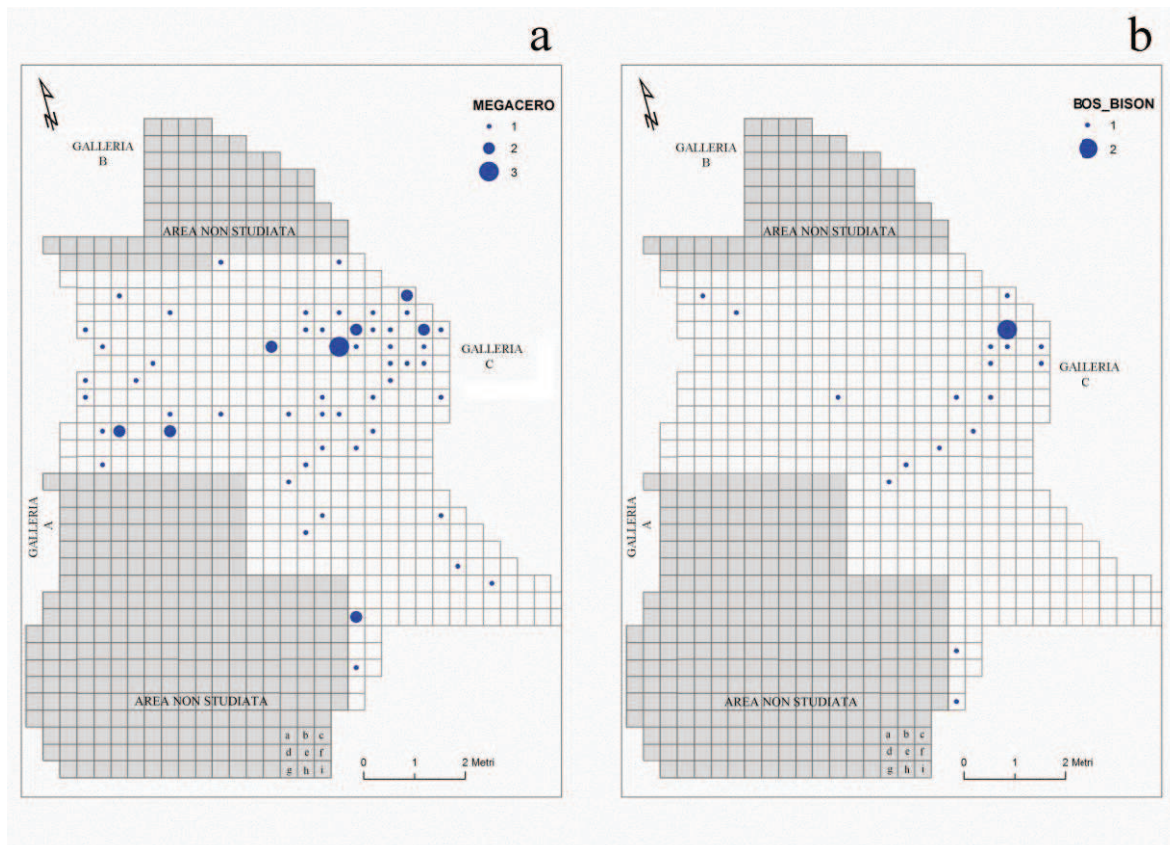 a
MEGACERO
1
2
3
GALLERIA
B
AREA NON STUDIATA
GALLERIA
C
GALLERIA
A
AREA NON STUDIATA
a b c
d e f
g h i
0 1 2 Metri
N
b
BOS_BISON
1
2
GALLERIA
B
AREA NON STUDIATA
GALLERIA
C
GALLERIA
A
AREA NON STUDIATA
a b c
d e f
g h i
0 1 2 Metri
N